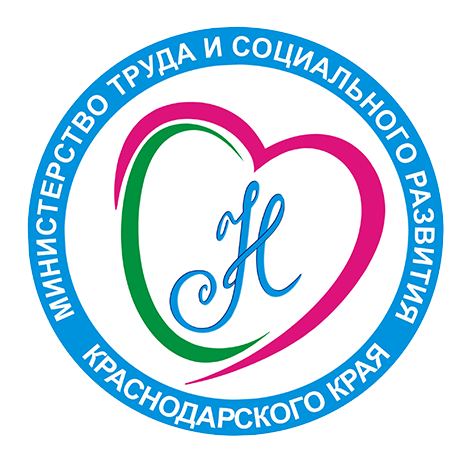 МИНИСТЕРСТВО ТРУДА И СОЦИАЛЬНОГО РАЗВИТИЯ
КРАСНОДАРСКОГО КРАЯ
Н